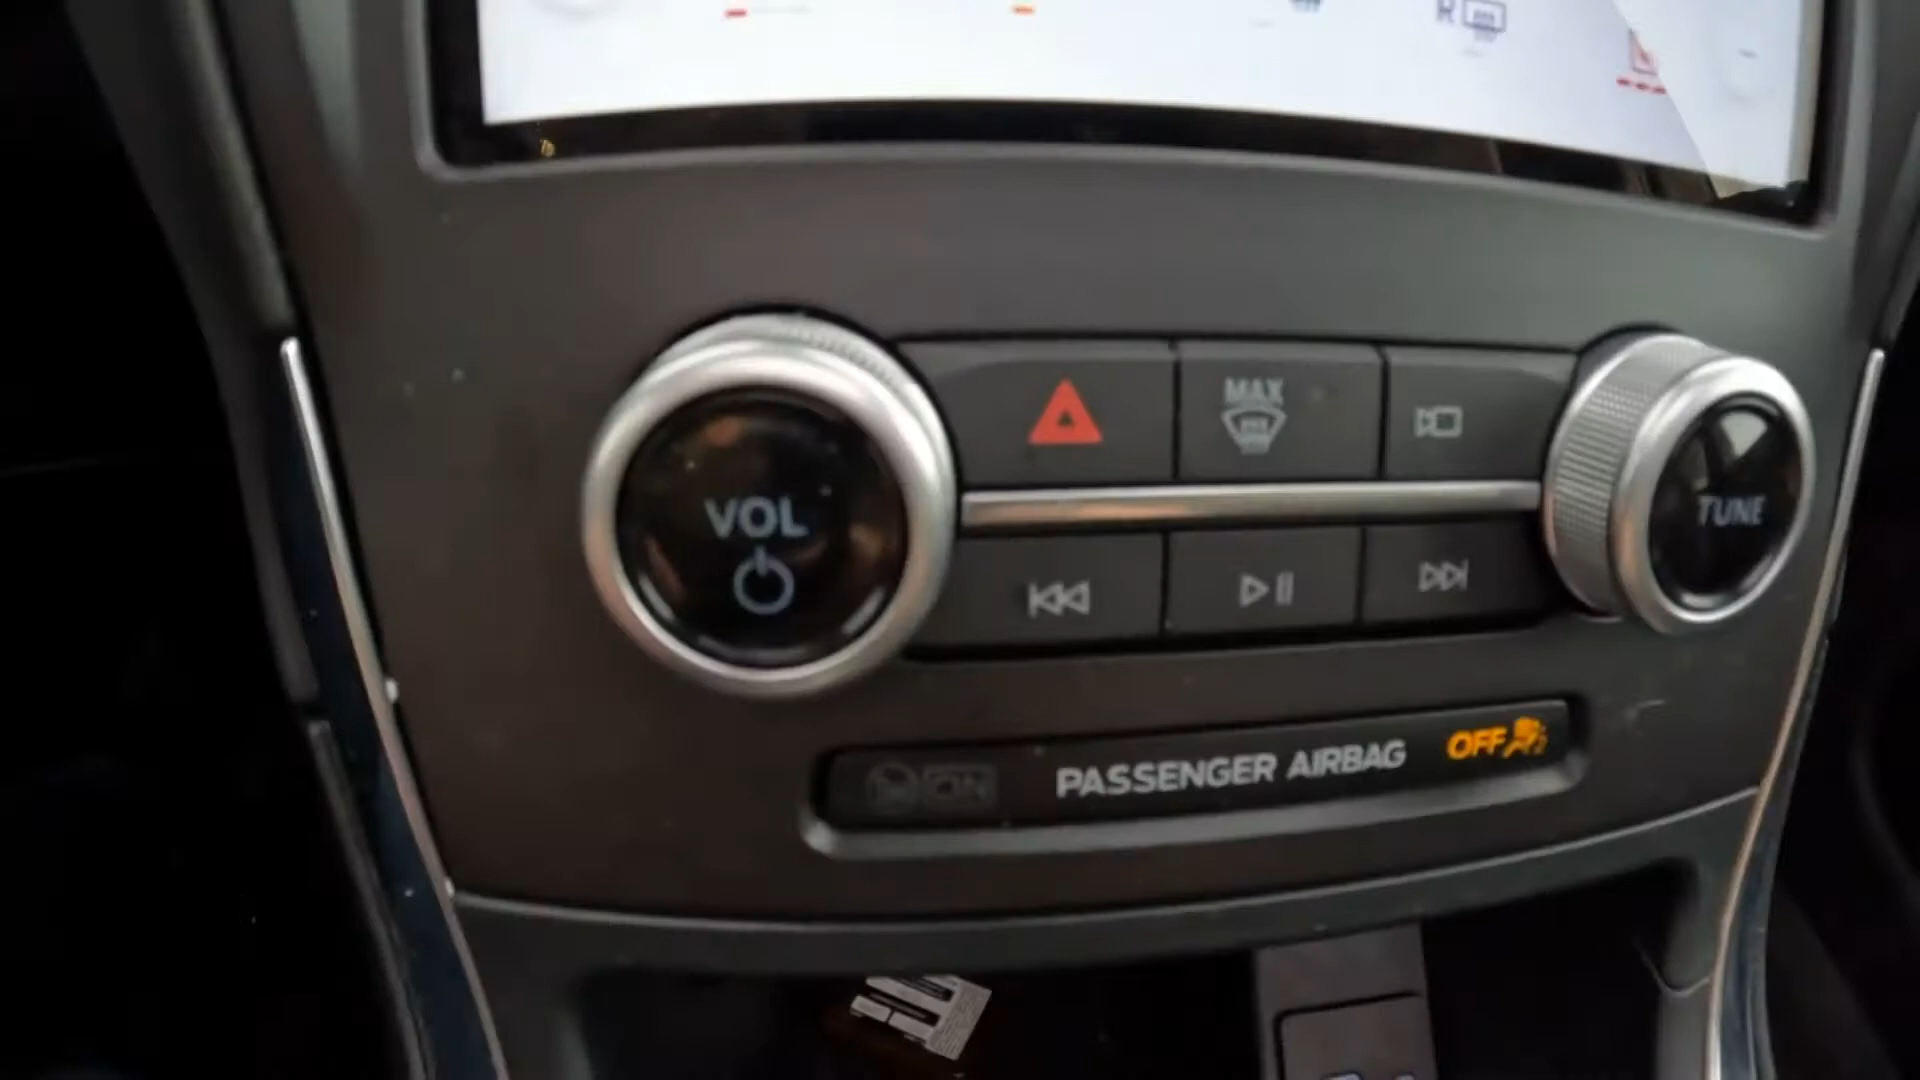 R
MAX
VOL
TUNE
ON PASSENGER AIRBAG OFF